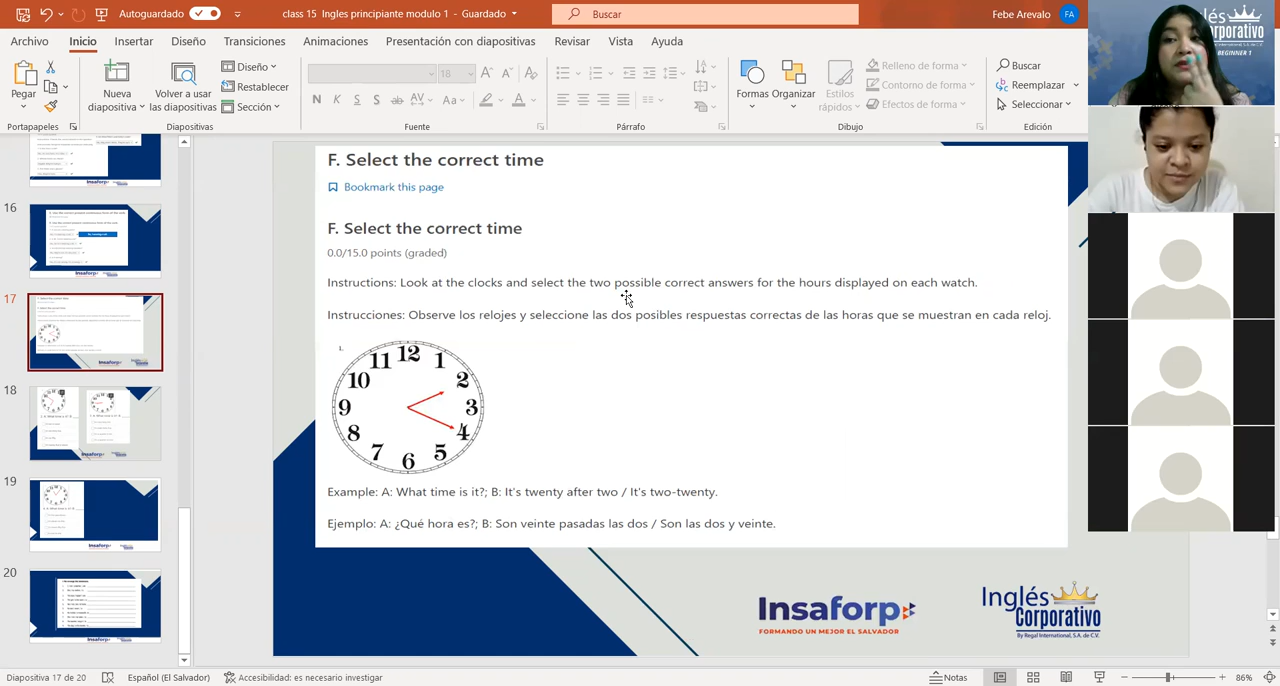 Autoguardado
class 15 Ingles principiante modulo 1 - Guardado
Buscar
Febe Arevalo
FA
Archivo
Inicio
Insertar
Diseño
Transiciones
Animaciones
Presentación con diapositivas
Revisar
Vista
Ayuda
Pegar
Portapapeles
Nueva diapositiva
Volver a usar las diapositivas
Diseño
Restablecer
Sección
Diapositivas
18
N K S S ab AV Aa A
Fuente
Párrafo
Formas
Organizar
Estilos rápidos
Relleno de forma
Contorno de forma
Efectos de forma
Dibujo
Buscar
Reemplazar
Seleccionar
Edición
Inglés
Corporativo
BEGINNER 1
16
17
18
19
20
F. Select the correct time
Bookmark this page
F. Select the correct time
0.0/15.0 points (graded)
Instructions: Look at the clocks and select the two possible correct answers for the hours displayed on each watch.
Instrucciones: Observe los relojes y seleccione las dos posibles respuestas correctas de las horas que se muestran en cada reloj.
1.
12 1 2 3 4 5 6 7 8 9 10 11
Example: A: What time is it?; B: It's twenty after two / It's two-twenty.
Ejemplo: A: ¿Qué hora es?; B: Son veinte pasadas las dos / Son las dos y veinte.
Insaforp
FORMANDO UN MEJOR EL SALVADOR
Inglés
Corporativo
By Regal International, S.A. de C.V.
Diapositiva 17 de 20
Español (El Salvador)
Accesibilidad: es necesario investigar
Notas
86%